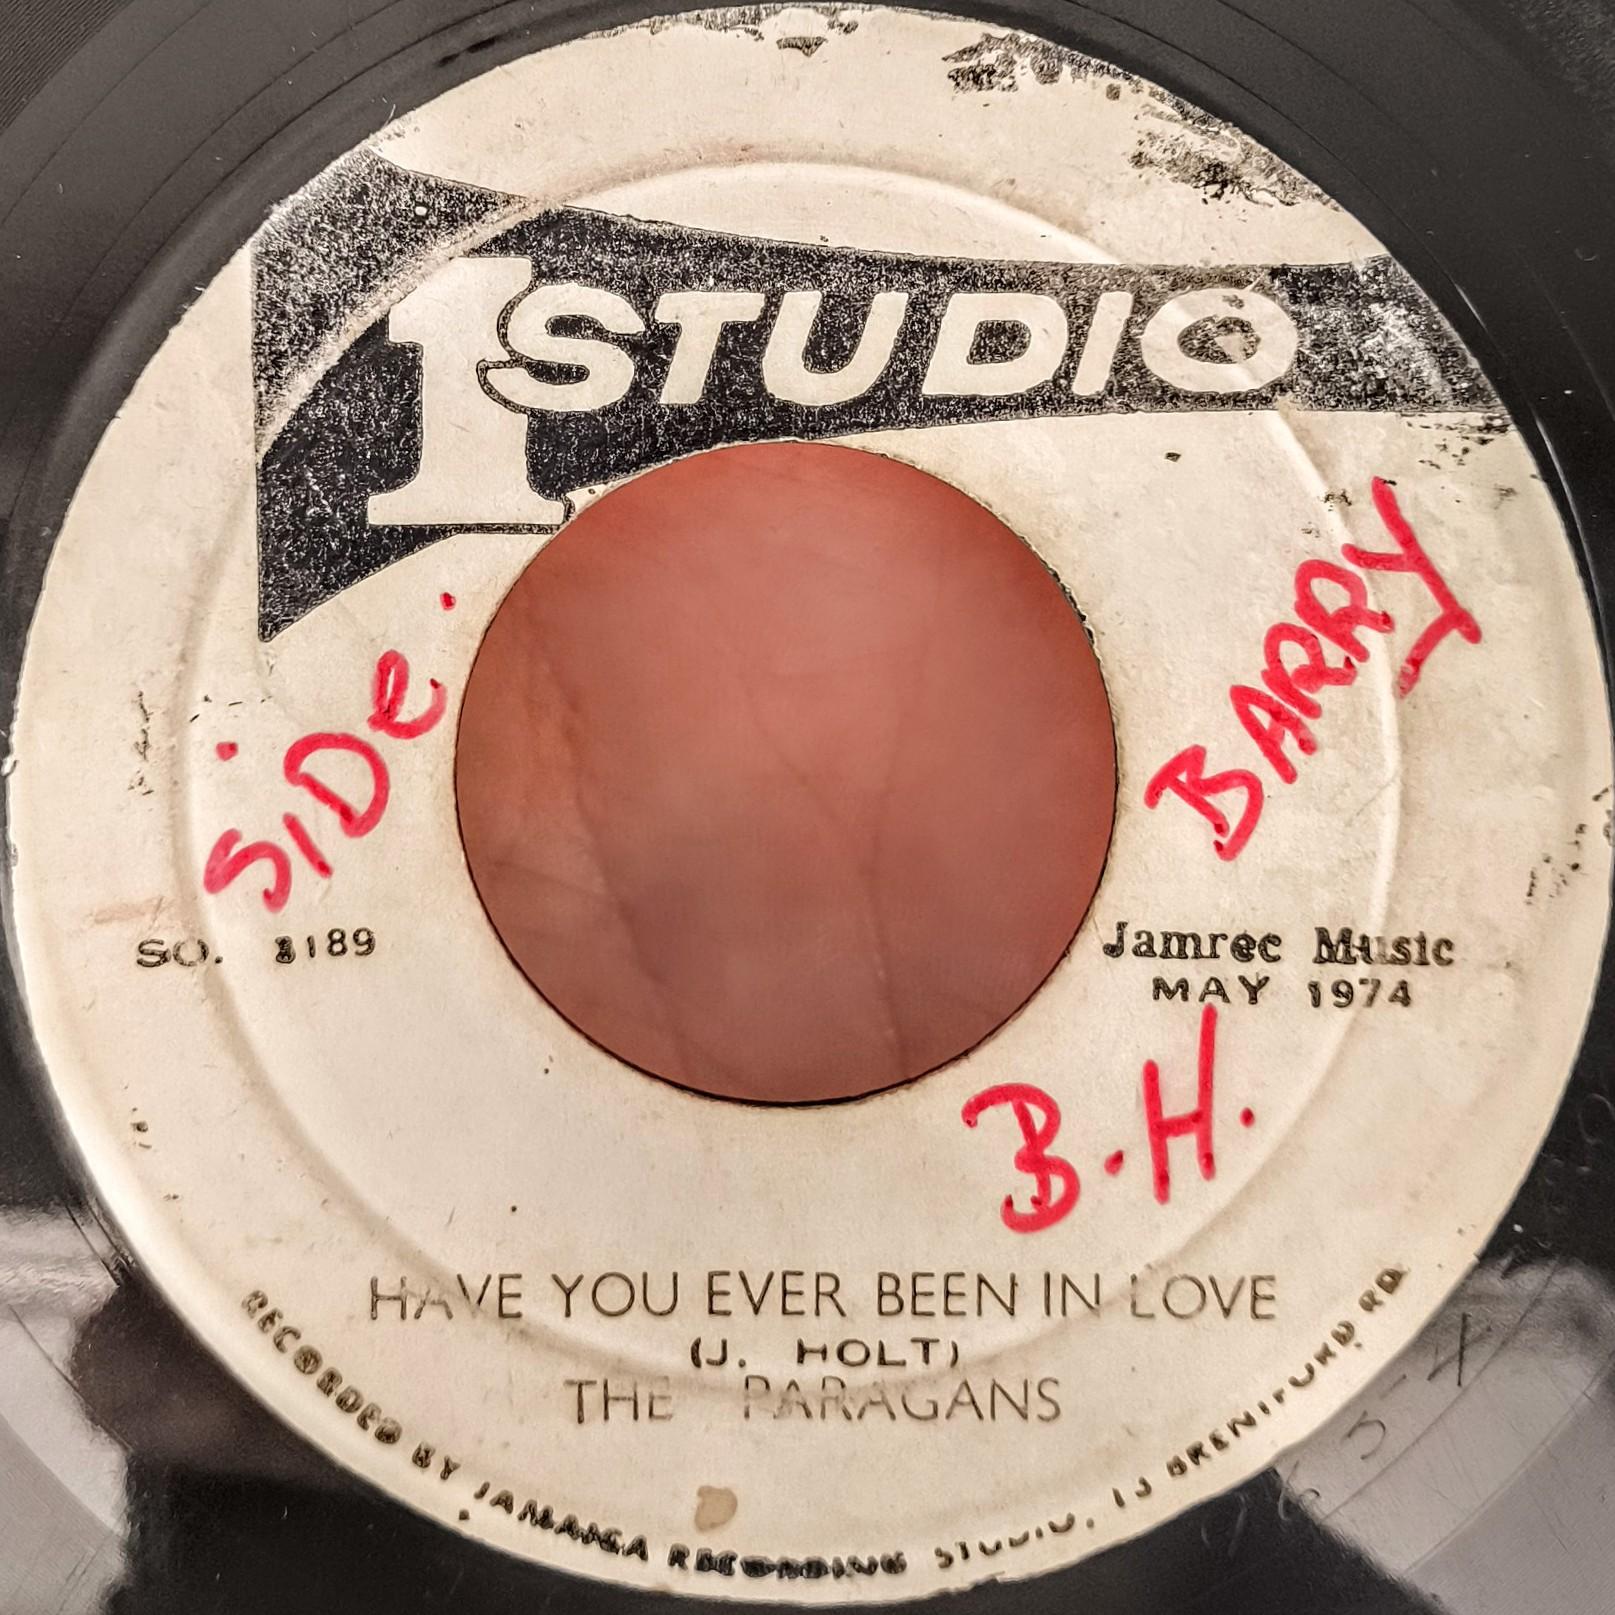 1 STUDIO
SiDe.
BARRY
SO. 3189
Jamrec Music
MAY 1974
B.H.
HAVE YOU EVER BEEN IN LOVE
(J. HOLT)
THE PARAGANS
RECORDED BY JAMAICA RECORDING STUDIO, 13 BRENTFORD RD.